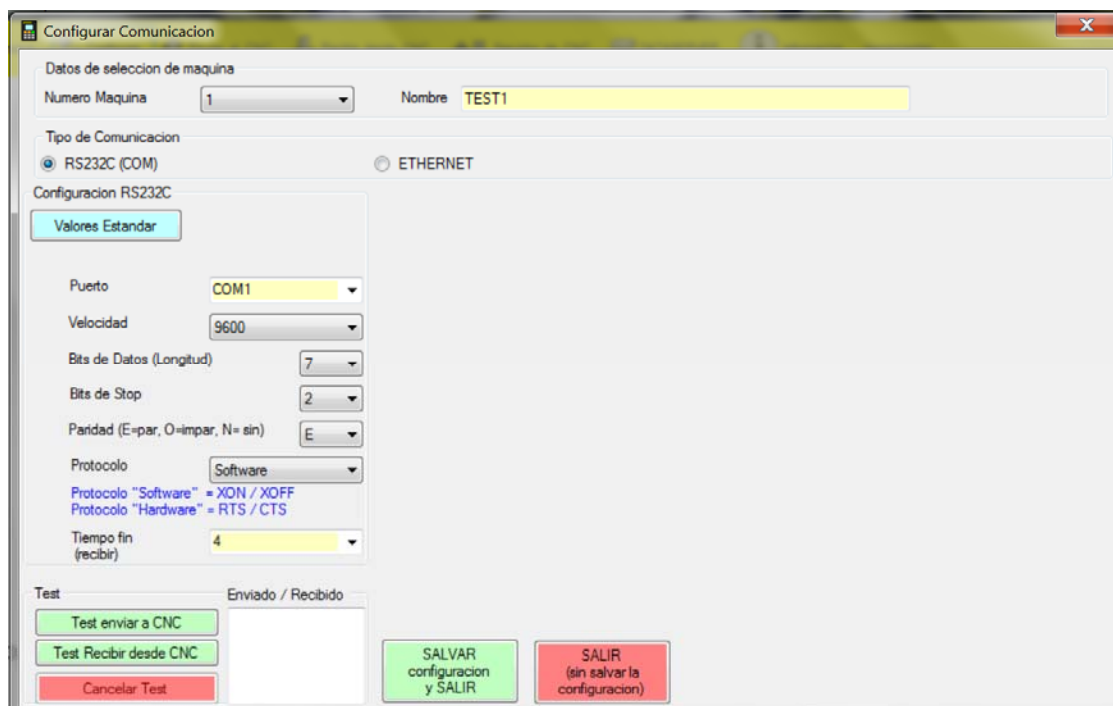 Configurar Comunicacion
X
Datos de seleccion de maquina
Numero Maquina 1 Nombre TEST1
Tipo de Comunicacion
RS232C (COM) ETHERNET
Configuracion RS232C
Valores Estandar
Puerto COM1
Velocidad 9600
Bits de Datos (Longitud) 7
Bits de Stop 2
Paridad (E=par, O=impar, N= sin) E
Protocolo Software
Protocolo "Software" = XON / XOFF
Protocolo "Hardware" = RTS / CTS
Tiempo fin 4
(recibir)
Test Enviado / Recibido
Test enviar a CNC
Test Recibir desde CNC
Cancelar Test
SALVAR
configuracion
y SALIR
SALIR
(sin salvar la
configuracion)